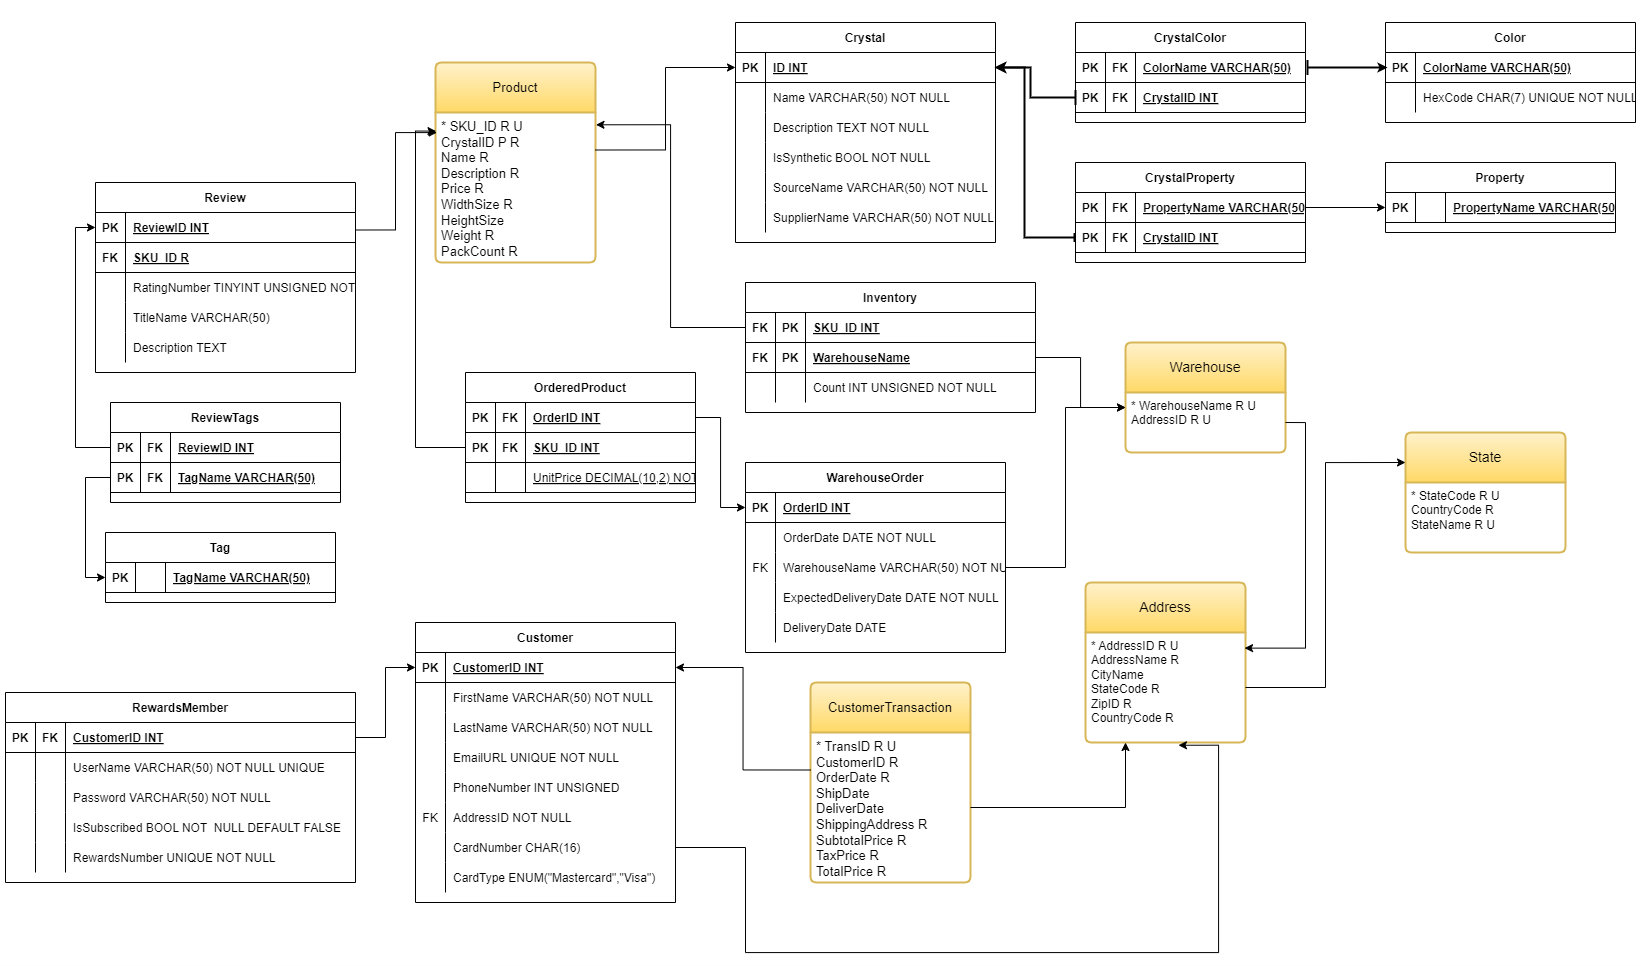 Crystal
PK ID INT
Name VARCHAR(50) NOT NULL
Description TEXT NOT NULL
IsSynthetic BOOL NOT NULL
SourceName VARCHAR(50) NOT NULL
SupplierName VARCHAR(50) NOT NULL
CrystalColor
PK FK ColorName VARCHAR(50)
PK FK CrystalID INT
Color
PK ColorName VARCHAR(50)
HexCode CHAR(7) UNIQUE NOT NULL
Product
* SKU_ID R U
CrystalID P R
Name R
Description R
Price R
WidthSize R
HeightSize
Weight R
PackCount R
CrystalProperty
PK FK PropertyName VARCHAR(50
PK FK CrystalID INT
Property
PK PropertyName VARCHAR(50
Review
PK ReviewID INT
FK SKU_ID R
RatingNumber TINYINT UNSIGNED NOT
TitleName VARCHAR(50)
Description TEXT
Inventory
FK PK SKU_ID INT
FK PK WarehouseName
Count INT UNSIGNED NOT NULL
Warehouse
* WarehouseName R U
AddressID R U
OrderedProduct
PK FK OrderID INT
PK FK SKU_ID INT
UnitPrice DECIMAL(10,2) NOT
ReviewTags
PK FK ReviewID INT
PK FK TagName VARCHAR(50)
State
* StateCode R U
CountryCode R
StateName R U
WarehouseOrder
PK OrderID INT
OrderDate DATE NOT NULL
FK WarehouseName VARCHAR(50) NOT NU
ExpectedDeliveryDate DATE NOT NULL
DeliveryDate DATE
Tag
PK TagName VARCHAR(50)
Address
* AddressID R U
AddressName R
CityName
StateCode R
ZipID R
CountryCode R
Customer
PK CustomerID INT
FirstName VARCHAR(50) NOT NULL
LastName VARCHAR(50) NOT NULL
EmailURL UNIQUE NOT NULL
PhoneNumber INT UNSIGNED
FK AddressID NOT NULL
CardNumber CHAR(16)
CardType ENUM("Mastercard","Visa")
RewardsMember
PK FK CustomerID INT
UserName VARCHAR(50) NOT NULL UNIQUE
Password VARCHAR(50) NOT NULL
IsSubscribed BOOL NOT  NULL DEFAULT FALSE
RewardsNumber UNIQUE NOT NULL
CustomerTransaction
* TransID R U
CustomerID R
OrderDate R
ShipDate
DeliverDate
ShippingAddress R
SubtotalPrice R
TaxPrice R
TotalPrice R